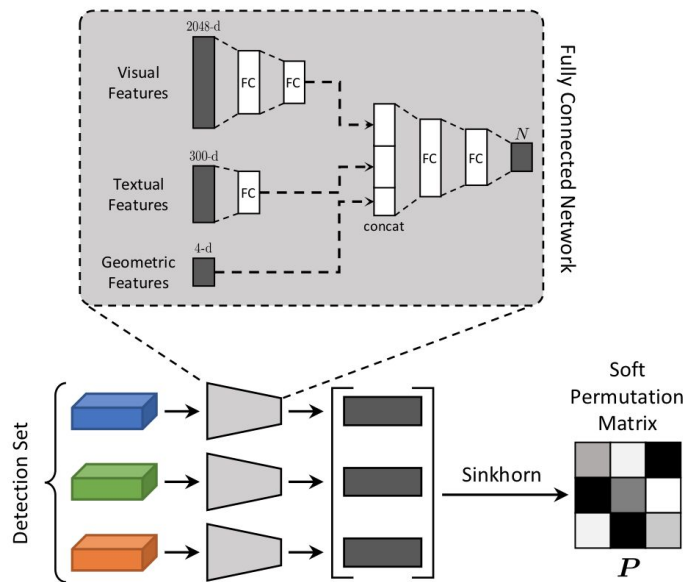 2048-d
Visual
Features
FC
FC
300-d
Textual
Features
FC
4-d
Geometric
Features
concat
FC
FC
N
Fully Connected Network
Detection Set
Sinkhorn
Soft
Permutation
Matrix
P